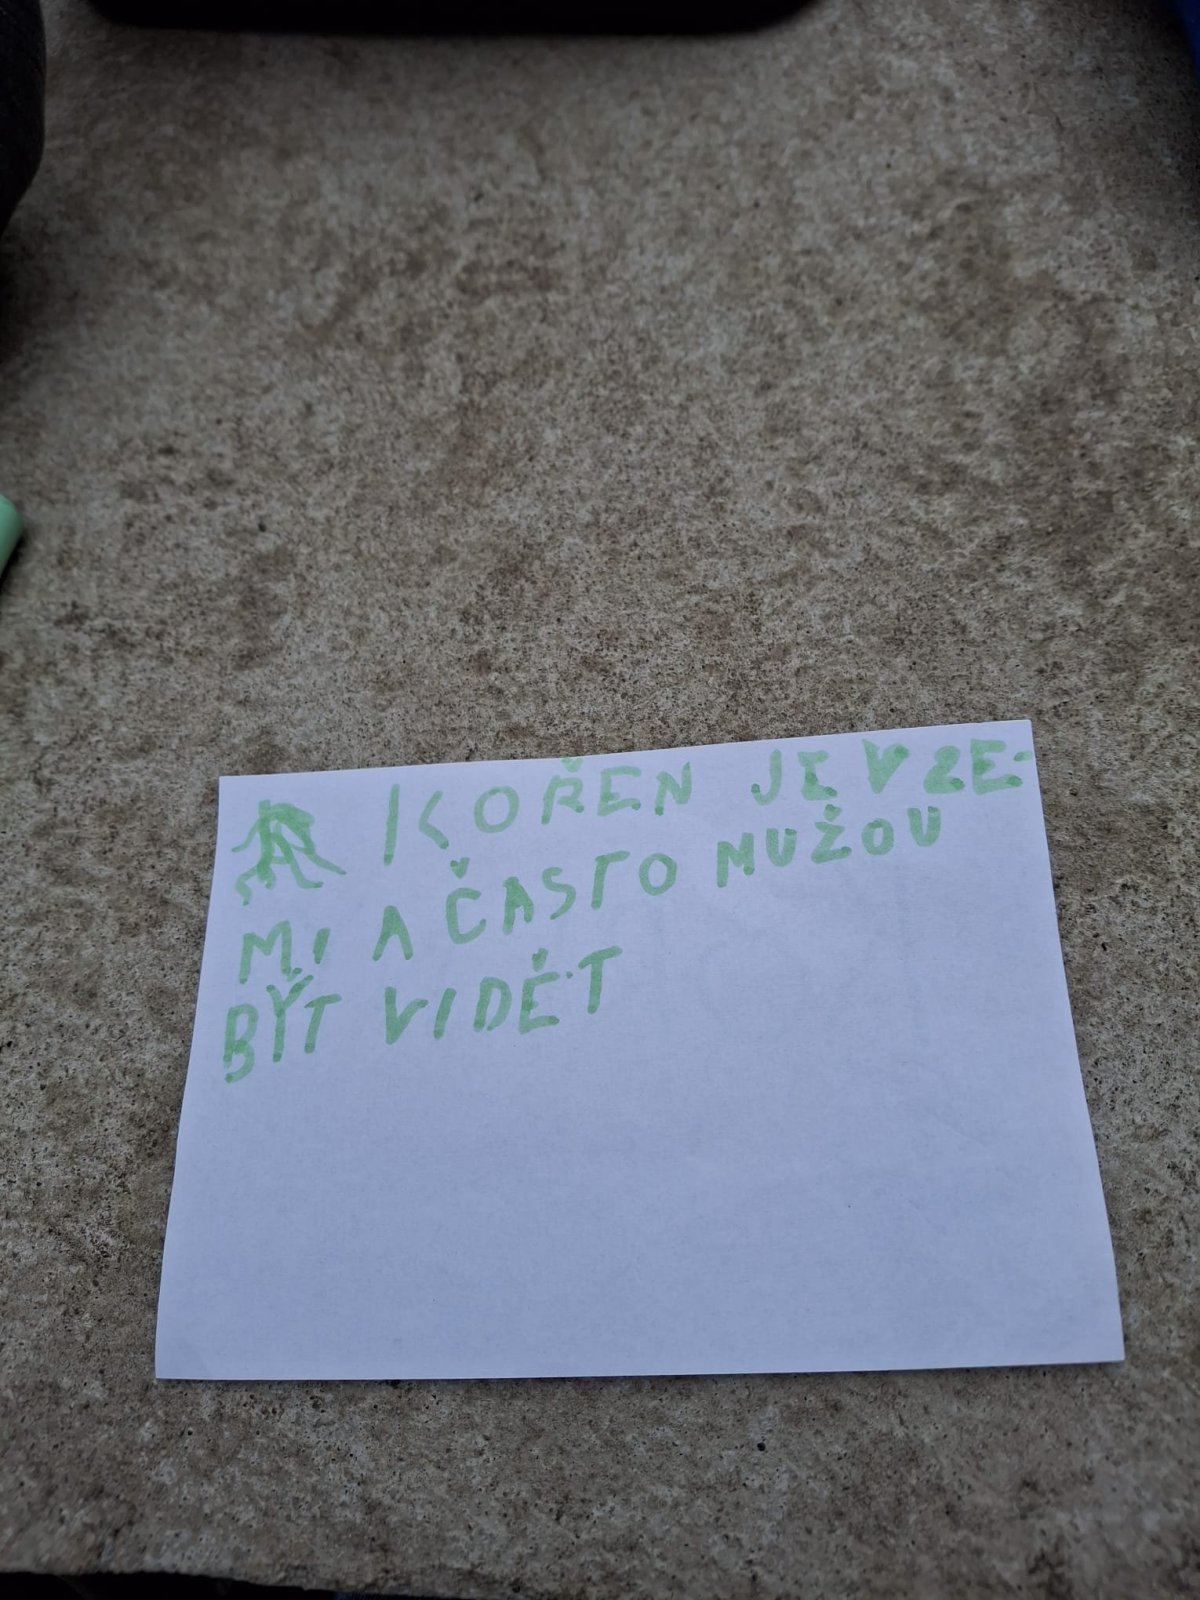 KOŘEN JE V ZE-
MI A ČASTO MUŽOU
BÝT VIDĚT